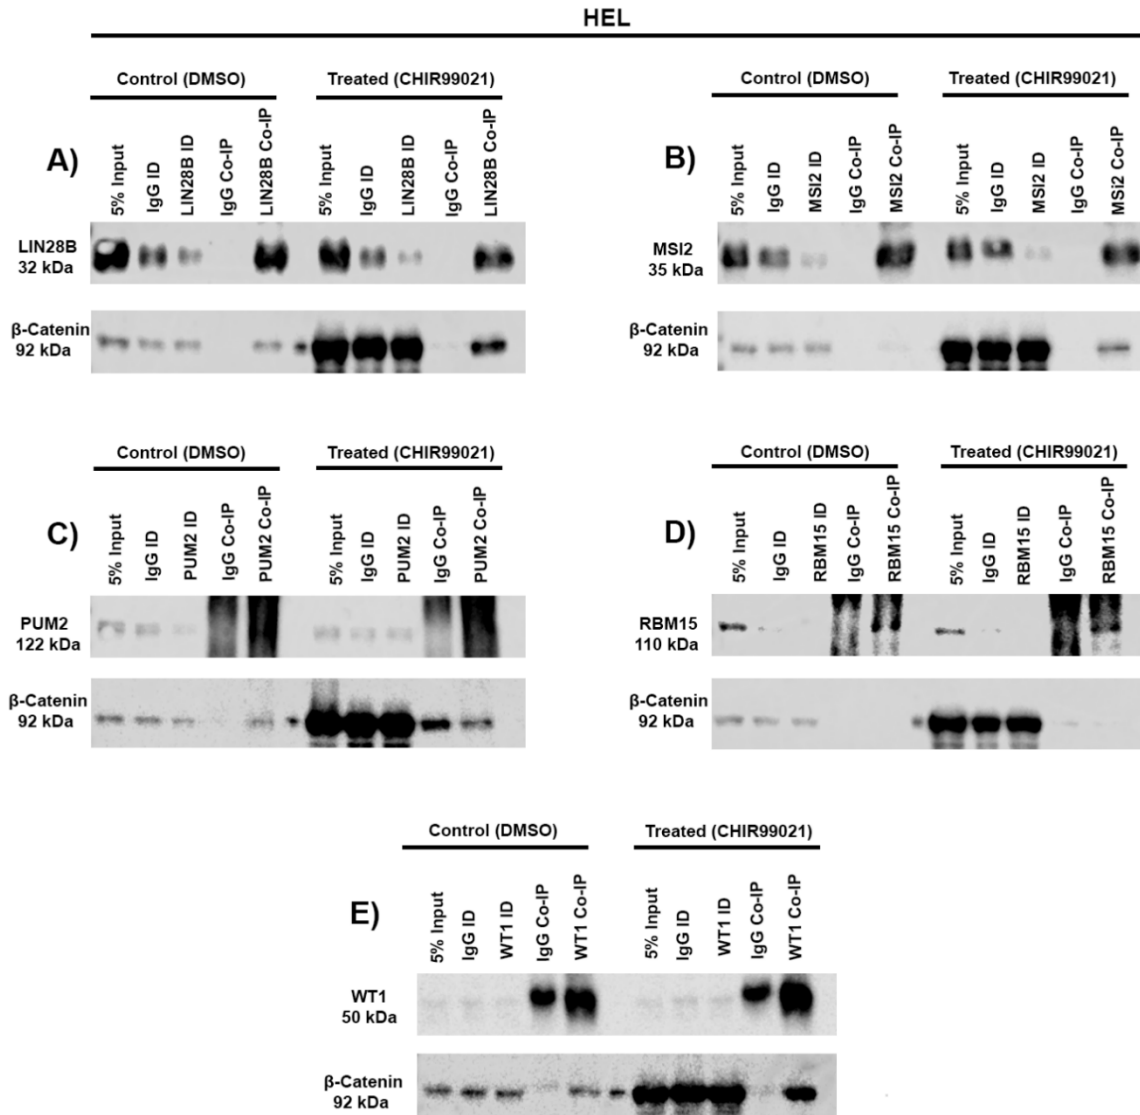 HEL
Control (DMSO)
Treated (CHIR99021)
A)
5% Input
IgG ID
LIN28B ID
IgG Co-IP
LIN28B Co-IP
5% Input
IgG ID
LIN28B ID
IgG Co-IP
LIN28B Co-IP
LIN28B
32 kDa
β-Catenin
92 kDa
Control (DMSO)
Treated (CHIR99021)
B)
5% Input
IgG ID
MSI2 ID
IgG Co-IP
MSI2 Co-IP
5% Input
IgG ID
MSI2 ID
IgG Co-IP
MSi2 Co-IP
MSI2
35 kDa
β-Catenin
92 kDa
Control (DMSO)
Treated (CHIR99021)
C)
5% Input
IgG ID
PUM2 ID
IgG Co-IP
PUM2 Co-IP
5% Input
IgG ID
PUM2 ID
IgG Co-IP
PUM2 Co-IP
PUM2
122 kDa
β-Catenin
92 kDa
Control (DMSO)
Treated (CHIR99021)
D)
5% Input
IgG ID
RBM15 ID
IgG Co-IP
RBM15 Co-IP
5% Input
IgG ID
RBM15 ID
IgG Co-IP
RBM15 Co-IP
RBM15
110 kDa
β-Catenin
92 kDa
Control (DMSO)
Treated (CHIR99021)
E)
5% Input
IgG ID
WT1 ID
IgG Co-IP
WT1 Co-IP
5% Input
IgG ID
WT1 ID
IgG Co-IP
WT1 Co-IP
WT1
50 kDa
β-Catenin
92 kDa